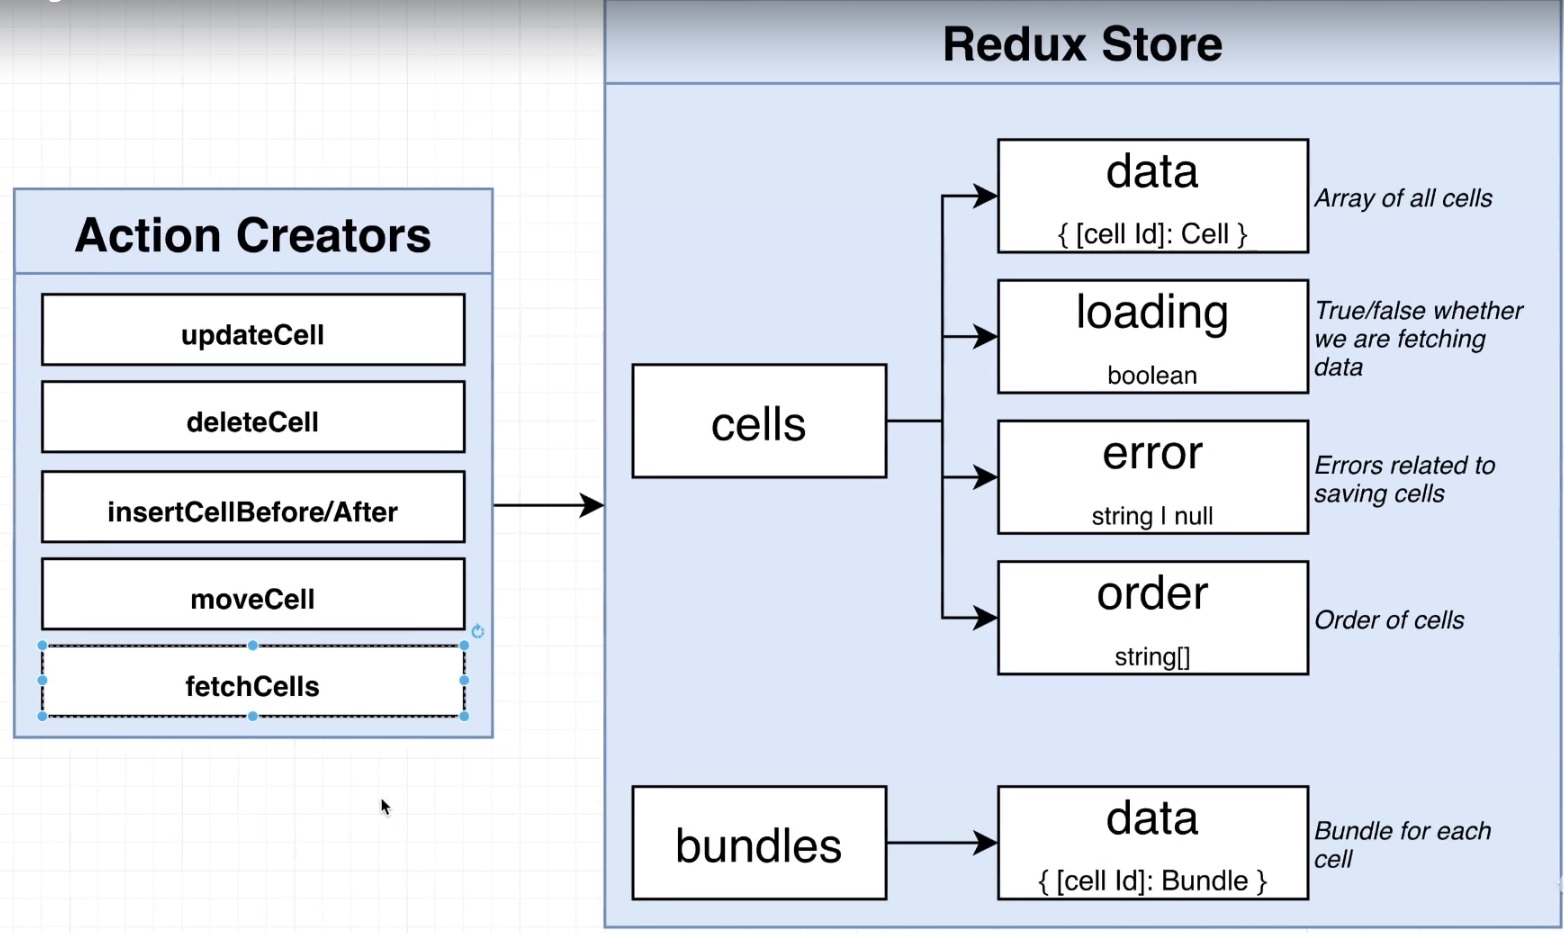 Redux Store
Action Creators
updateCell
deleteCell
insertCellBefore/After
moveCell
fetchCells
cells
data
{ [cell Id]: Cell }
Array of all cells
loading
boolean
True/false whether
we are fetching
data
error
string | null
Errors related to
saving cells
order
string[]
Order of cells
bundles
data
{ [cell Id]: Bundle }
Bundle for each
cell